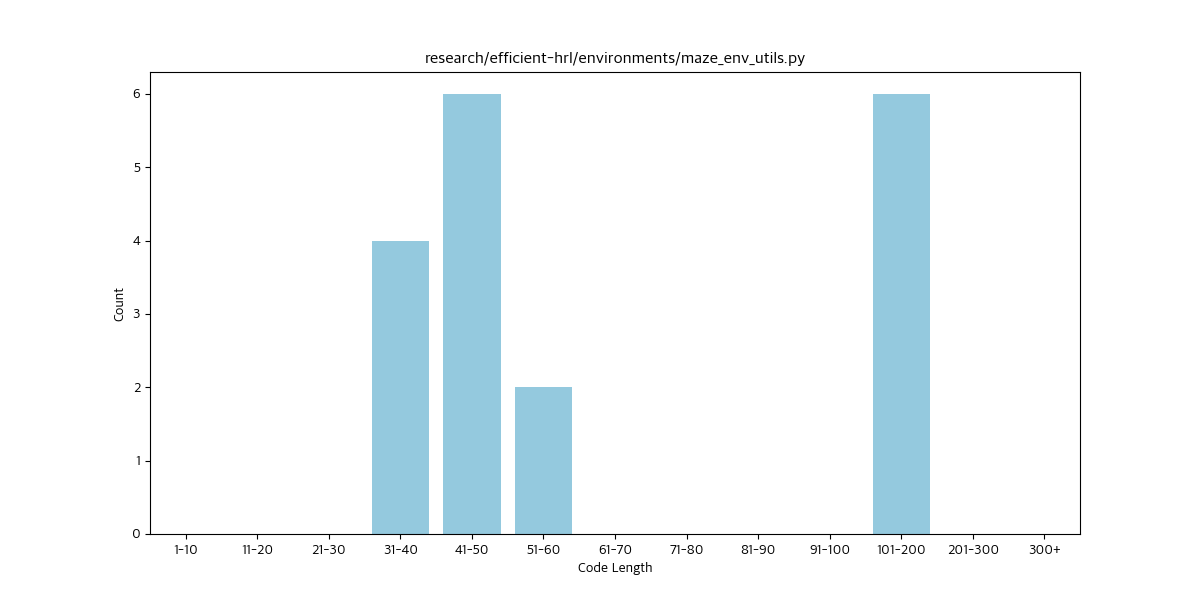 research/efficient-hrl/environments/maze_env_utils.py
Count
6
5
4
3
2
1
0
1-10 11-20 21-30 31-40 41-50 51-60 61-70 71-80 81-90 91-100 101-200 201-300 300+
Code Length